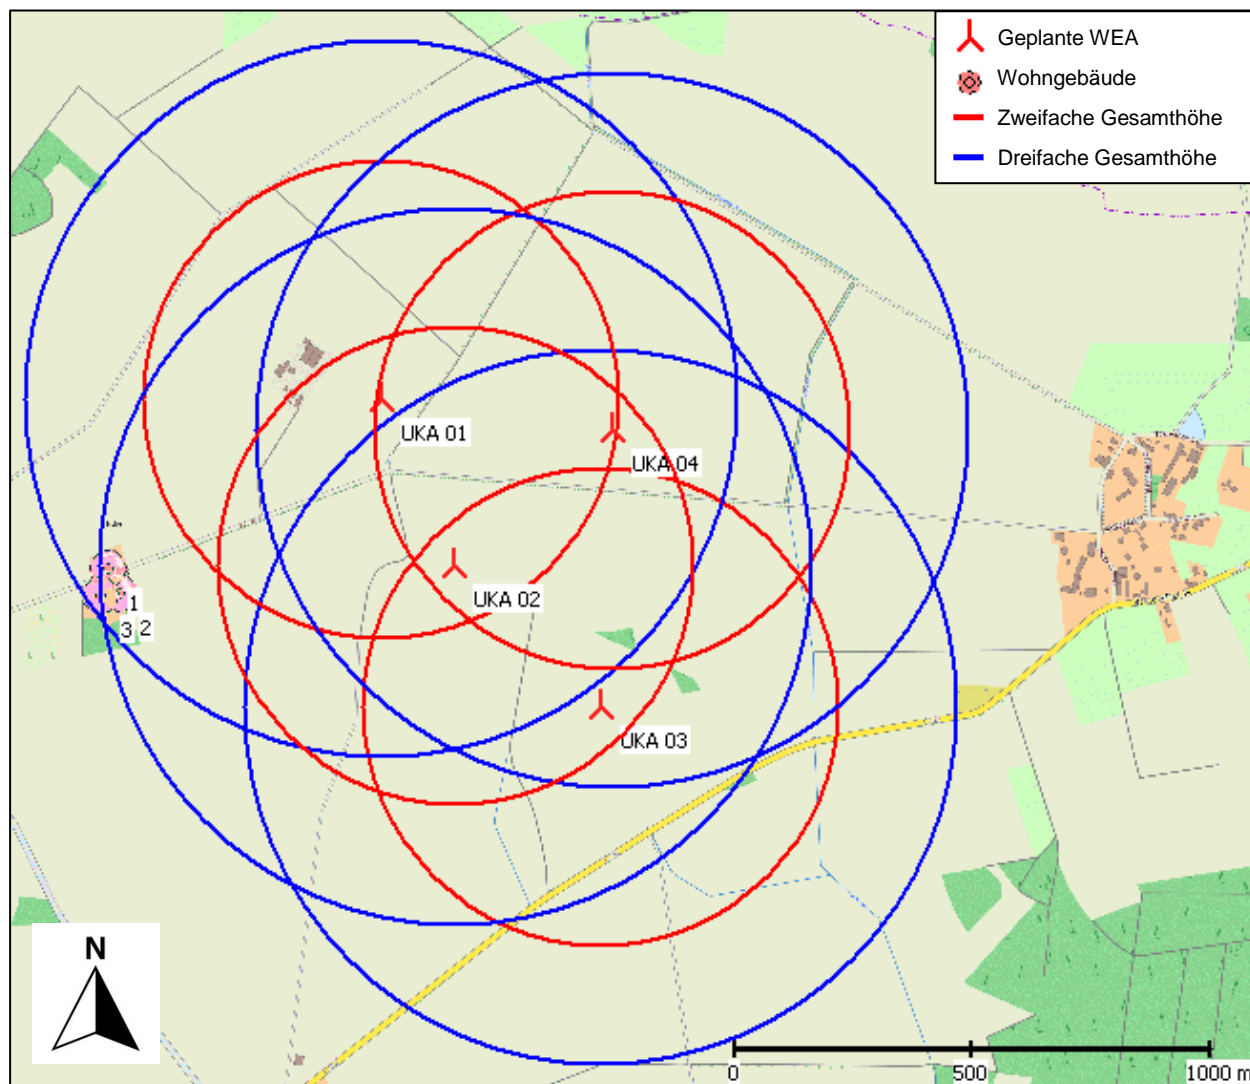 Geplante WEA
Wohngebäude
Zweifache Gesamthöhe
Dreifache Gesamthöhe
UKA 01
UKA 04
UKA 02
1
3 2
UKA 03
N
0 500 1000 m